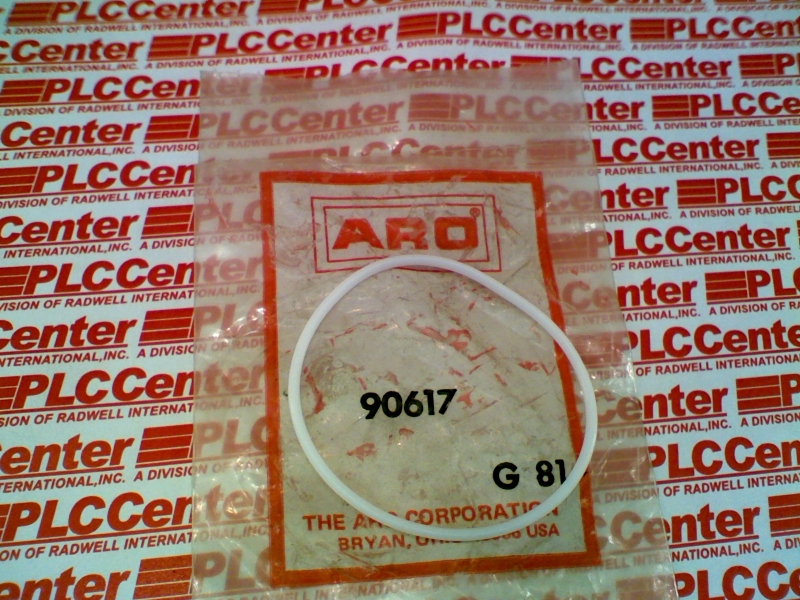 PLCCenter
A DIVISION OF RADWELL INTERNATIONAL,INC.
ARO®
90617
G 81
THE ARO CORPORATION
BRYAN, USA